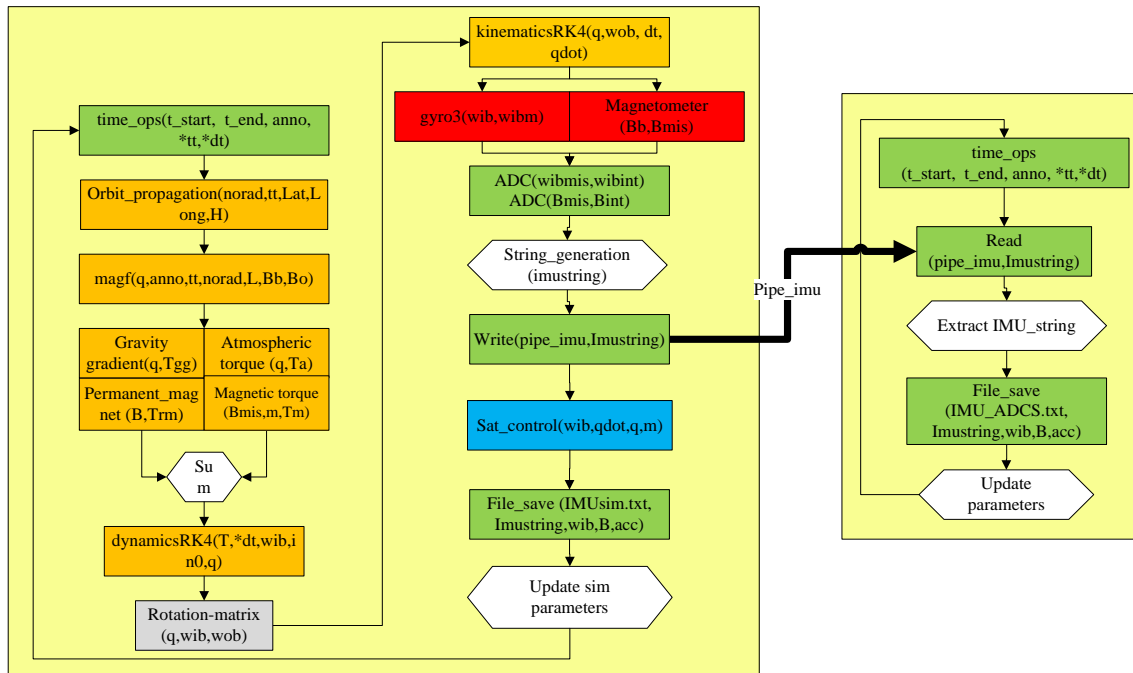 time_ops(t_start,  t_end, anno,
*tt,*dt)
Orbit_propagation(norad,tt,Lat,L
ong,H)
magf(q,anno,tt,norad,L,Bb,Bo)
Gravity
gradient(q,Tgg)
Atmospheric
torque (q,Ta)
Permanent_mag
net (B,Trm)
Magnetic torque
(Bmis,m,Tm)
Su
m
dynamicsRK4(T,*dt,wib,i
n0,q)
Rotation-matrix
(q,wib,wob)
kinematicsRK4(q,wob, dt,
qdot)
gyro3(wib,wibm)
Magnetometer
(Bb,Bmis)
ADC(wibmis,wibint)
ADC(Bmis,Bint)
String_generation
(imustring)
Write(pipe_imu,Imustring)
Sat_control(wib,qdot,q,m)
File_save (IMUsim.txt,
Imustring,wib,B,acc)
Update sim
parameters
Pipe_imu
time_ops
(t_start,  t_end, anno, *tt,*dt)
Read
(pipe_imu,Imustring)
Extract IMU_string
File_save
(IMU_ADCS.txt,
Imustring,wib,B,acc)
Update
parameters